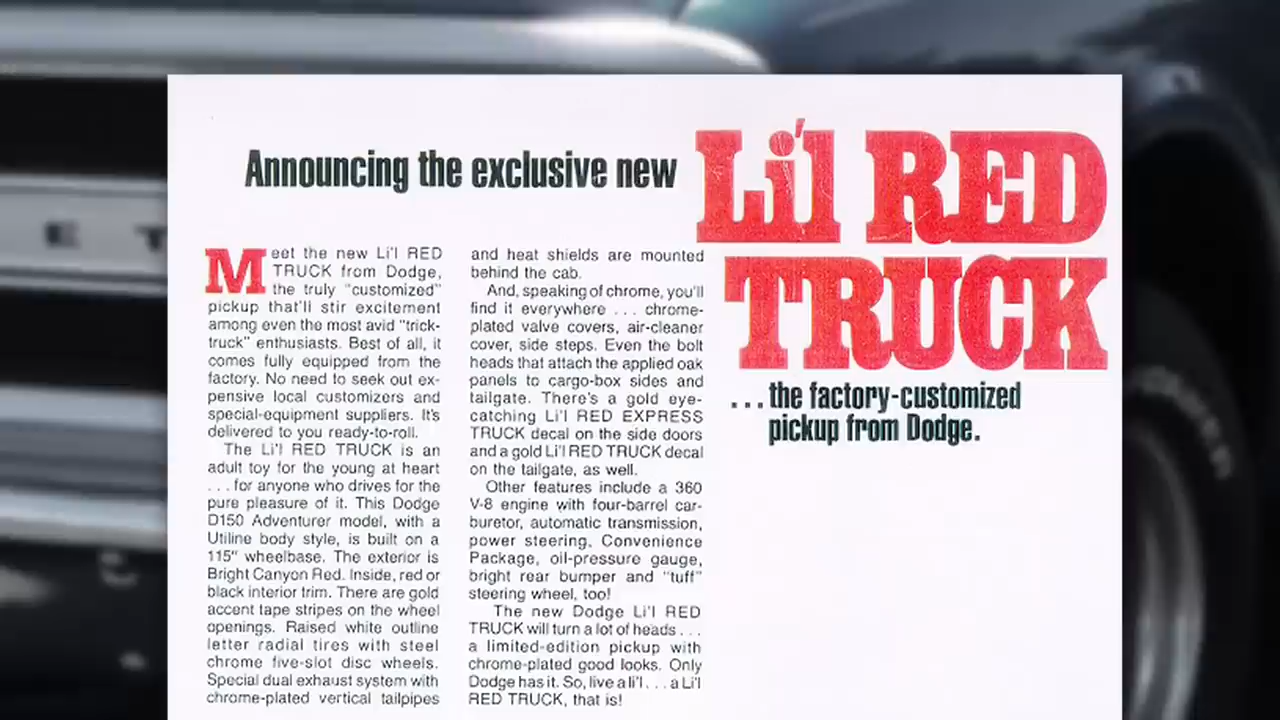 Announcing the exclusive new
Li'l RED
TRUCK
...the factory-customized
pickup from Dodge.
Meet the new Li'l RED
TRUCK from Dodge,
the truly "customized"
pickup that'll stir excitement
among even the most avid "trick-
truck" enthusiasts. Best of all, it
comes fully equipped from the
factory. No need to seek out ex-
pensive local customizers and
special-equipment suppliers. It's
delivered to you ready-to-roll.
The Li'l RED TRUCK is an
adult toy for the young at heart
...for anyone who drives for the
pure pleasure of it. This Dodge
D150 Adventurer model, with a
Utiline body style, is built on a
115" wheelbase. The exterior is
Bright Canyon Red. Inside, red or
black interior trim. There are gold
accent tape stripes on the wheel
openings. Raised white outline
letter radial tires with steel
chrome five-slot disc wheels.
Special dual exhaust system with
chrome-plated vertical tailpipes
and heat shields are mounted
behind the cab.
And, speaking of chrome, you'll
find it everywhere ... chrome-
plated valve covers, air-cleaner
cover, side steps. Even the bolt
heads that attach the applied oak
panels to cargo-box sides and
tailgate. There's a gold eye-
catching Li'l RED EXPRESS
TRUCK decal on the side doors
and a gold Li'l RED TRUCK decal
on the tailgate, as well.
Other features include a 360
V-8 engine with four-barrel car-
buretor, automatic transmission,
power steering, Convenience
Package, oil-pressure gauge,
bright rear bumper and "tuff"
steering wheel, too!
The new Dodge Li'l RED
TRUCK will turn a lot of heads...
a limited-edition pickup with
chrome-plated good looks. Only
Dodge has it. So, live a li'l...a Li'l
RED TRUCK, that is!
E T